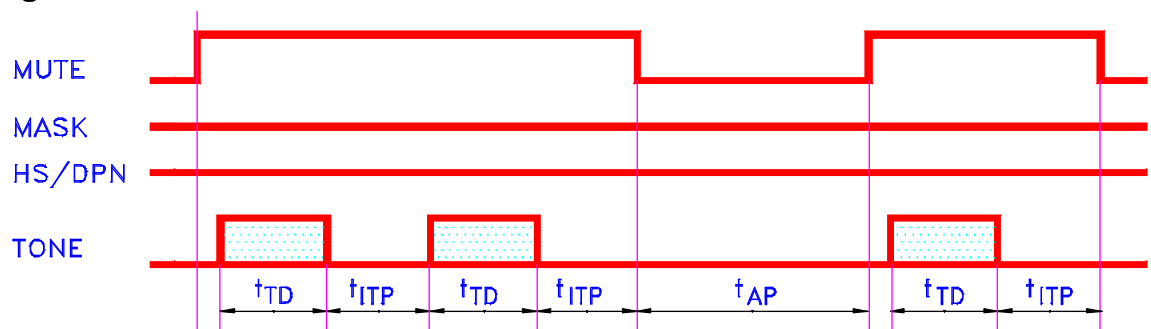 MUTE
MASK
HS/DPN
TONE
tTD tITP tTD tITP tAP tTD tITP